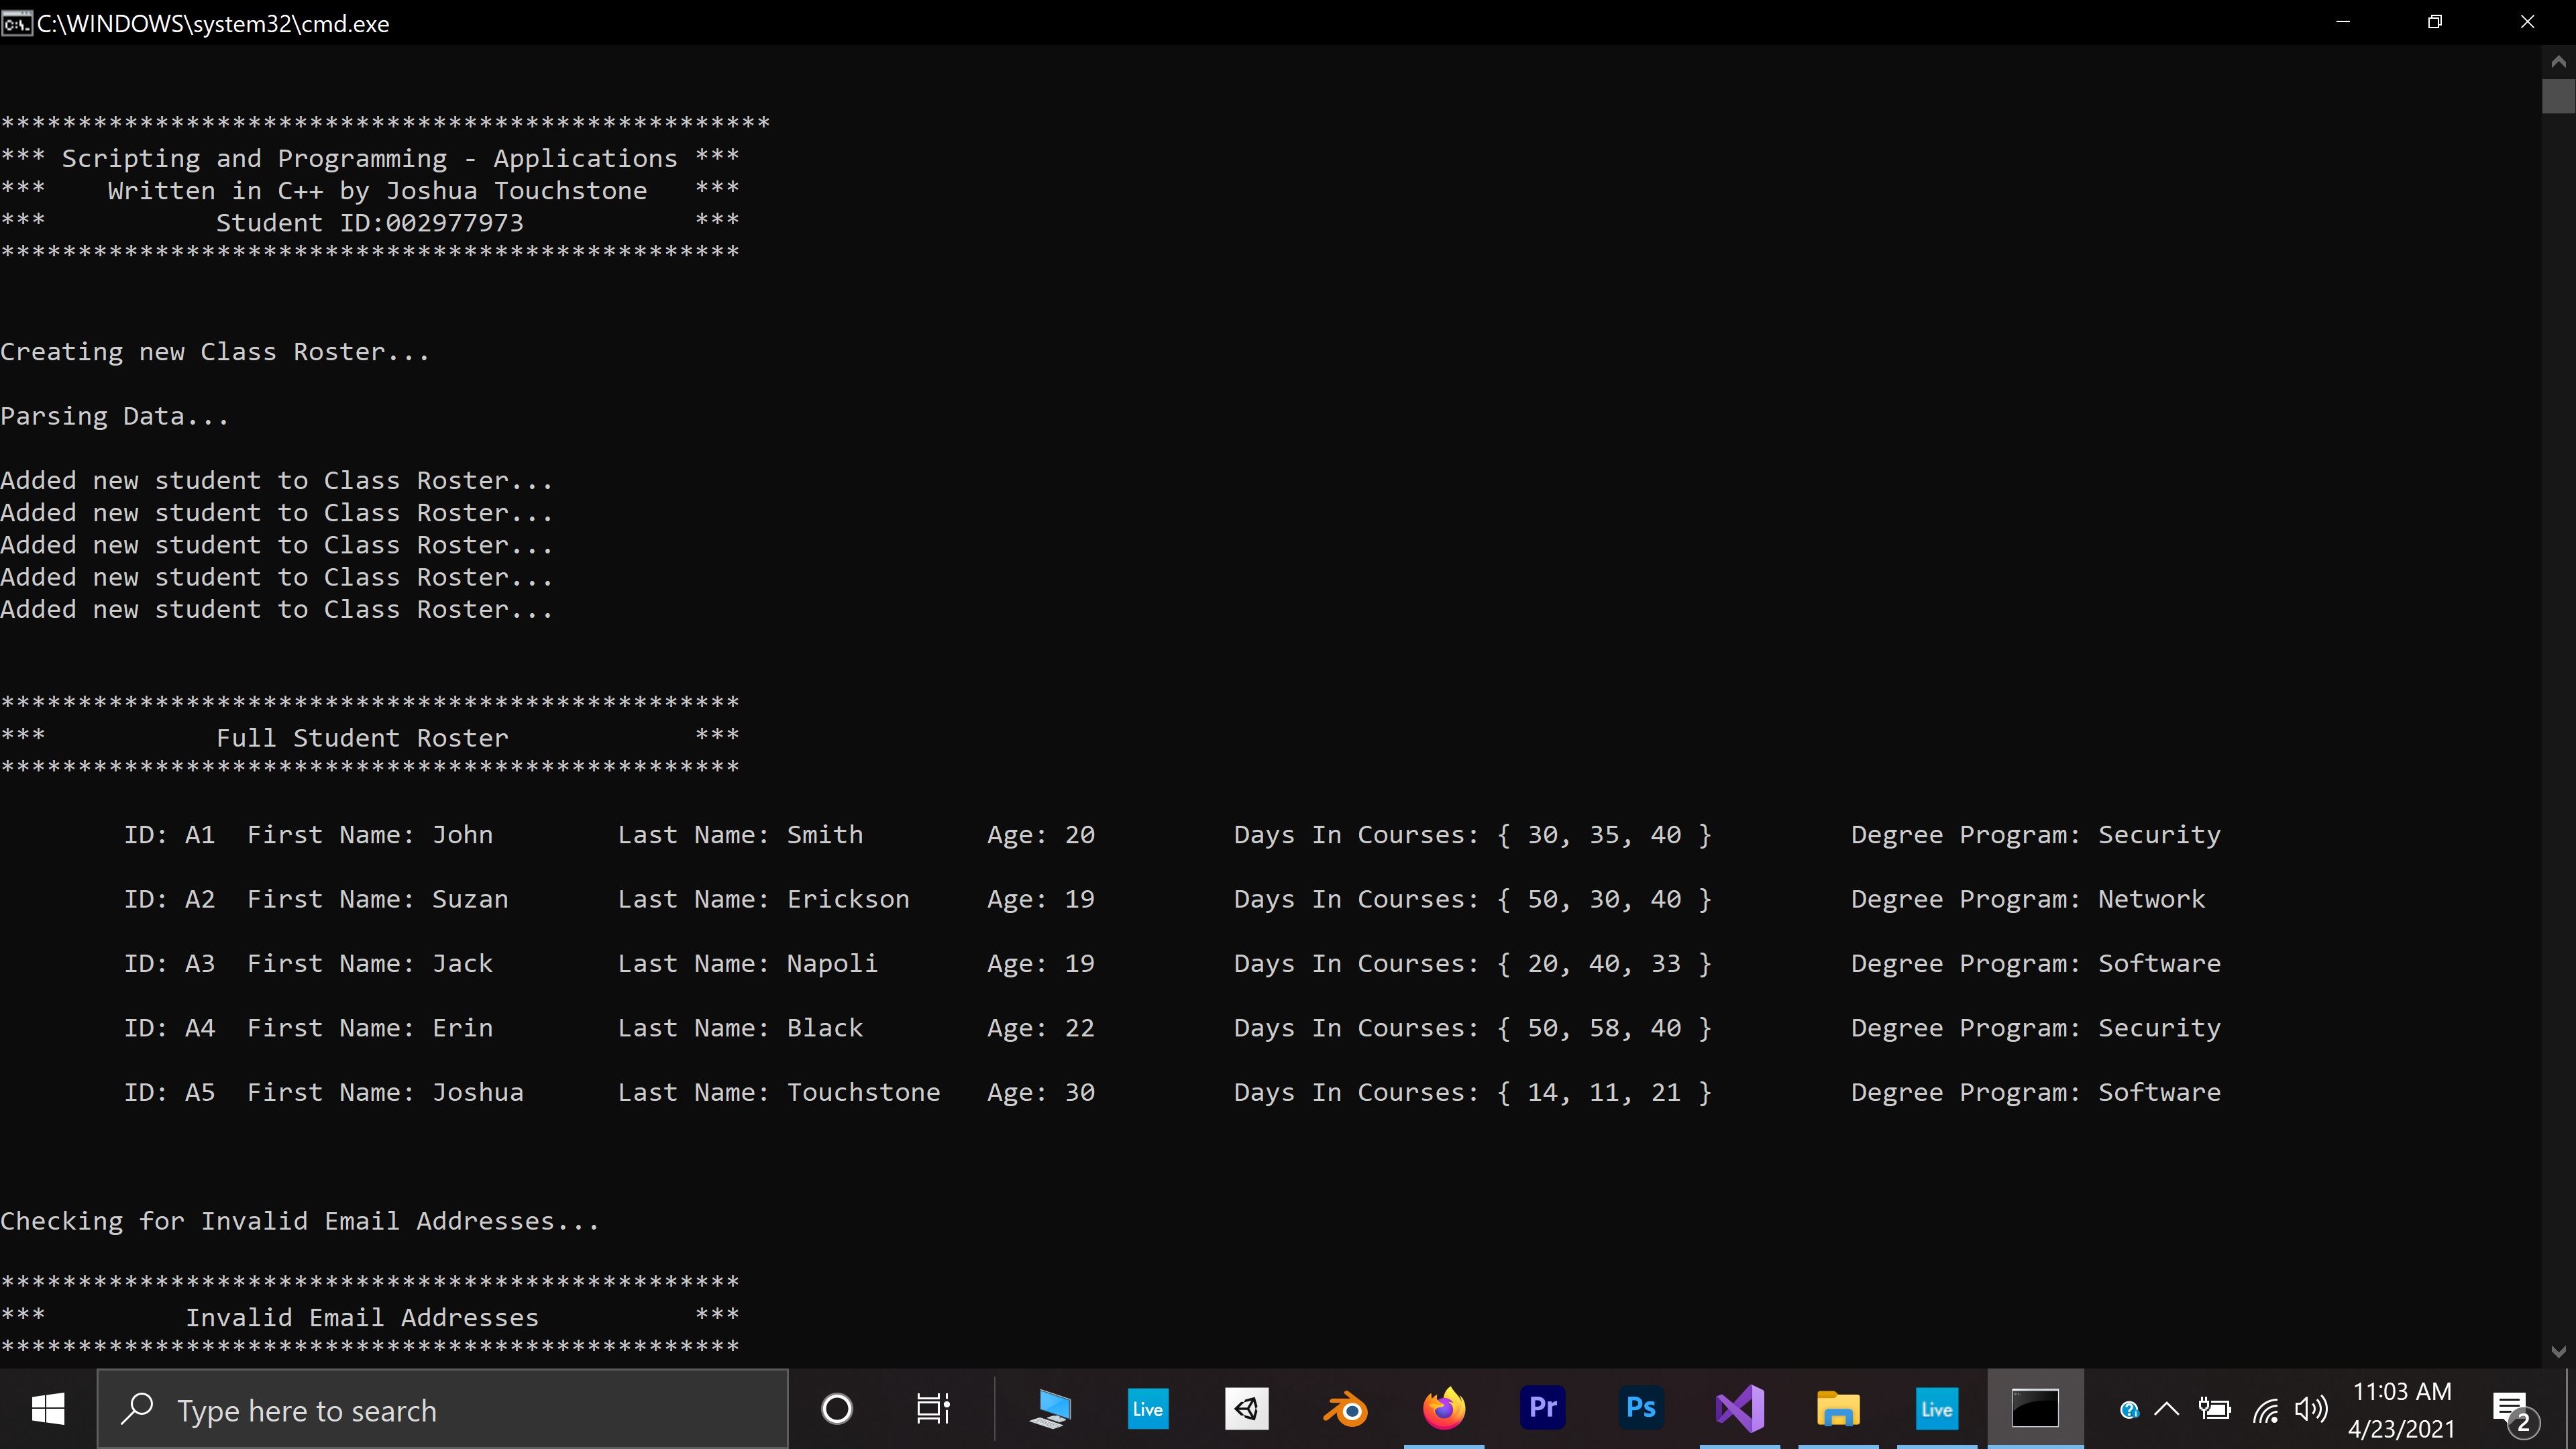 C:\WINDOWS\system32\cmd.exe
**************************************************
*** Scripting and Programming - Applications ***
***    Written in C++ by Joshua Touchstone   ***
***           Student ID:002977973           ***
************************************************
Creating new Class Roster...
Parsing Data...
Added new student to Class Roster...
Added new student to Class Roster...
Added new student to Class Roster...
Added new student to Class Roster...
Added new student to Class Roster...
************************************************
***           Full Student Roster            ***
************************************************
ID: A1  First Name: John        Last Name: Smith        Age: 20         Days In Courses: { 30, 35, 40 }         Degree Program: Security
ID: A2  First Name: Suzan       Last Name: Erickson     Age: 19         Days In Courses: { 50, 30, 40 }         Degree Program: Network
ID: A3  First Name: Jack        Last Name: Napoli       Age: 19         Days In Courses: { 20, 40, 33 }         Degree Program: Software
ID: A4  First Name: Erin        Last Name: Black        Age: 22         Days In Courses: { 50, 58, 40 }         Degree Program: Security
ID: A5  First Name: Joshua      Last Name: Touchstone   Age: 30         Days In Courses: { 14, 11, 21 }         Degree Program: Software
Checking for Invalid Email Addresses...
************************************************
***         Invalid Email Addresses          ***
************************************************
Type here to search
Live
Pr
Ps
Live
11:03 AM
4/23/2021
2